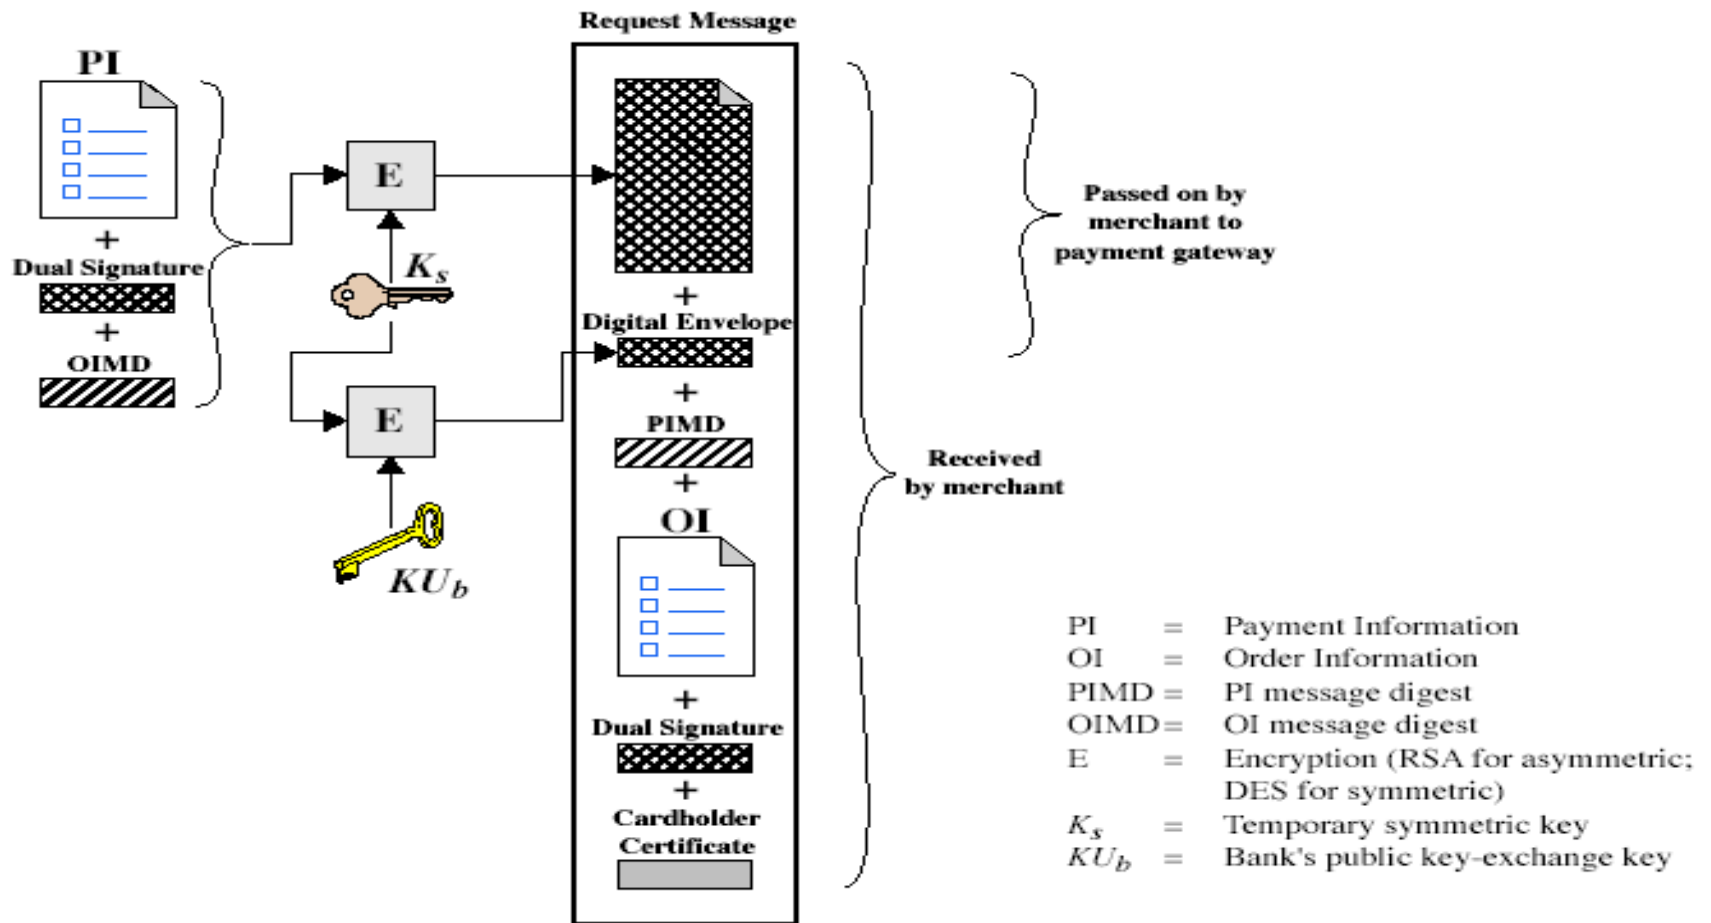 Request Message
PI
+
Dual Signature
+
OIMD
E
Ks
E
KUb
+
Digital Envelope
+
PIMD
+
OI
+
Dual Signature
+
Cardholder
Certificate
Passed on by
merchant to
payment gateway
Received
by merchant
PI = Payment Information
OI = Order Information
PIMD = PI message digest
OIMD = OI message digest
E = Encryption (RSA for asymmetric;
DES for symmetric)
Ks = Temporary symmetric key
KUb = Bank's public key-exchange key